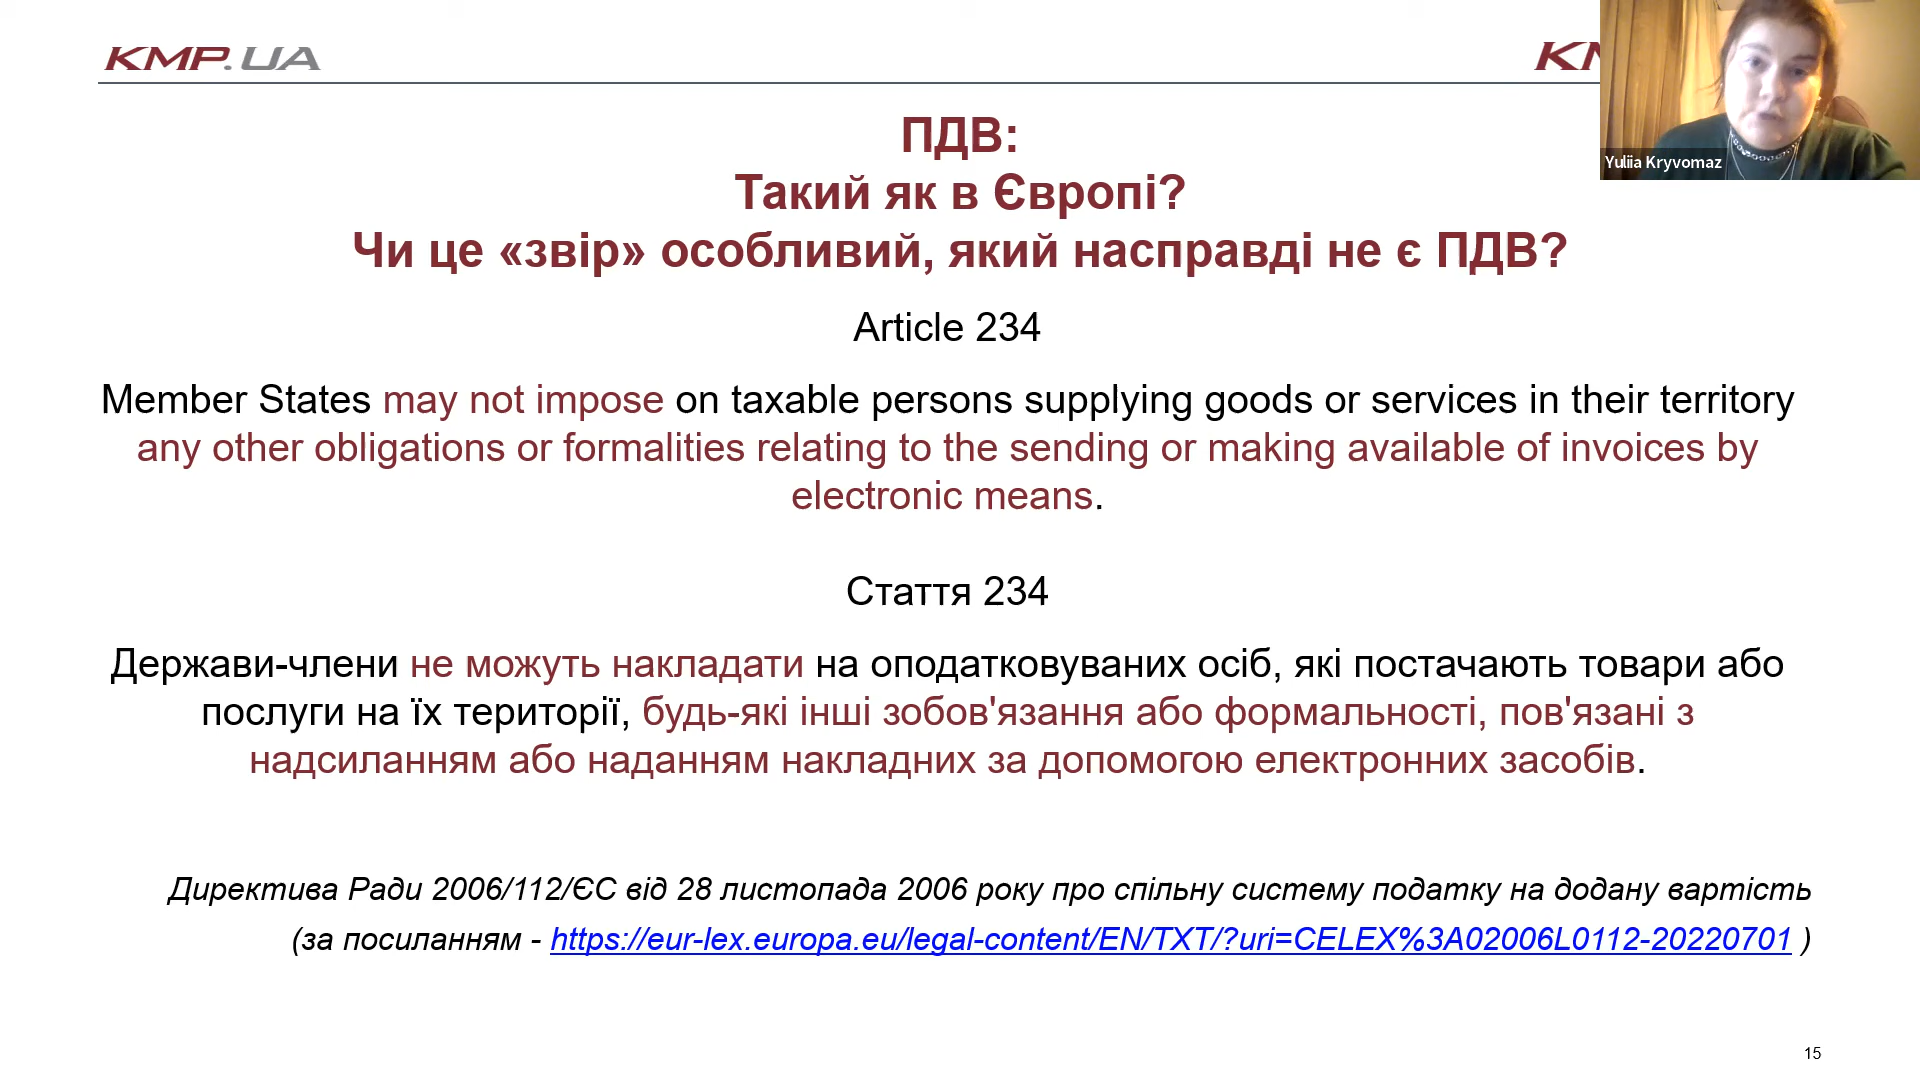 KMP.UA
Yuliia Kryvomaz
ПДВ:
Такий як в Європі?
Чи це «звір» особливий, який насправді не є ПДВ?
Article 234
Member States may not impose on taxable persons supplying goods or services in their territory
any other obligations or formalities relating to the sending or making available of invoices by
electronic means.
Стаття 234
Держави-члени не можуть накладати на оподатковуваних осіб, які постачають товари або
послуги на їх території, будь-які інші зобов'язання або формальності, пов'язані з
надсиланням або наданням накладних за допомогою електронних засобів.
Директива Ради 2006/112/ЄС від 28 листопада 2006 року про спільну систему податку на додану вартість
(за посиланням - https://eur-lex.europa.eu/legal-content/EN/TXT/?uri=CELEX%3A02006L0112-20220701 )
15